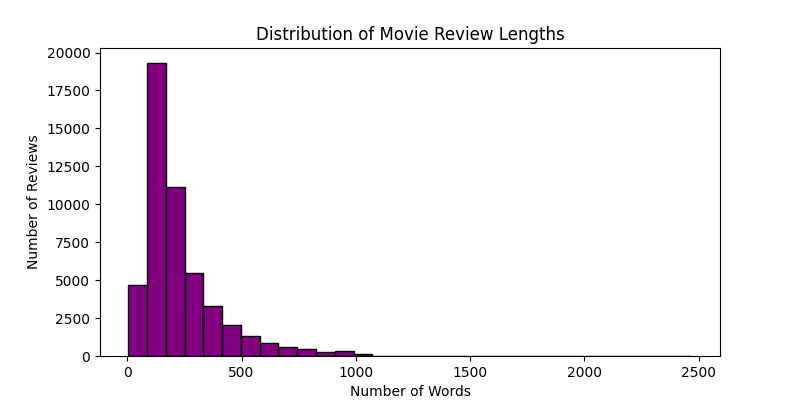 Distribution of Movie Review Lengths
20000
17500
15000
12500
10000
7500
5000
2500
0
Number of Reviews
0 500 1000 1500 2000 2500
Number of Words